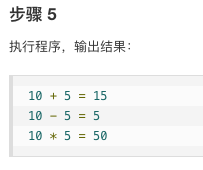 步骤 5
执行程序，输出结果：
10 + 5 = 15
10 - 5 = 5
10 * 5 = 50